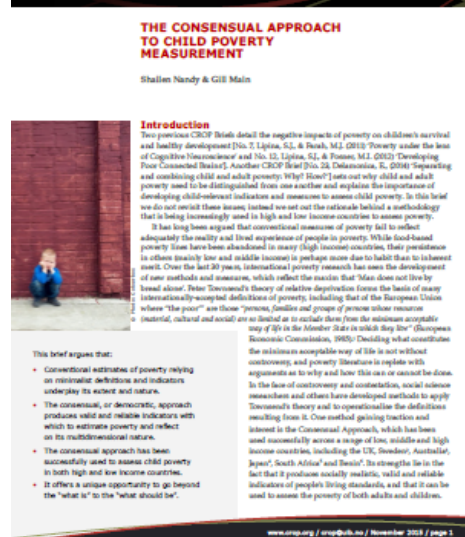 THE CONSENSUAL APPROACH
TO CHILD POVERTY
MEASUREMENT
Shailen Nandy & Gill Main
Introduction
Two previous CROP Briefs detail the negative impacts of poverty on children's survival
and healthy development [No. 7, Lipina, S.J., & Farah, M.J. (2011) 'Poverty under the lens
of Cognitive Neuroscience' and No. 12, Lipina, S.J., & Posner, M.I. (2012) 'Developing
Poor Connected Brains']. Another CROP Brief [No. 23, Delamonica, E., (2014) 'Separating
and combining child and adult poverty: Why? How?'] sets out why child and adult
poverty need to be distinguished from one another and explains the importance of
developing child-relevant indicators and measures to assess child poverty. In this brief
we do not revisit these issues; instead we set out the rationale behind a methodology
that is being increasingly used in high and low income countries to assess poverty.
It has long been argued that conventional measures of poverty fail to reflect
adequately the reality and lived experience of people in poverty. While food-based
poverty lines have been abandoned in many (high income) countries, their persistence
in others (mainly low and middle income) is perhaps more due to habit than to inherent
merit. Over the last 30 years, international poverty research has seen the development
of new methods and measures, which reflect the maxim that 'Man does not live by
bread alone'. Peter Townsend's theory of relative deprivation forms the basis of many
internationally-accepted definitions of poverty, including that of the European Union
where "the poor" are those "persons, families and groups of persons whose resources
(material, cultural and social) are so limited as to exclude them from the minimum acceptable
way of life in the Member State in which they live" (European
Economic Commission, 1985). Deciding what constitutes
the minimum acceptable way of life is not without
controversy, and poverty literature is replete with
arguments as to why and how this can or cannot be done.
In the face of controversy and contestation, social science
researchers and others have developed methods to apply
Townsend's theory and to operationalise the definitions
resulting from it. One method gaining traction and
interest is the Consensual Approach, which has been
used successfully across a range of low, middle and high
income countries, including the UK, Sweden, Australia,
Japan, South Africa and Benin. Its strengths lie in the
fact that it produces socially realistic, valid and reliable
indicators of people's living standards, and that it can be
used to assess the poverty of both adults and children.
This brief argues that:
+ Conventional estimates of poverty relying
on minimalist definitions and indicators
underplay its extent and nature.
+ The consensual, or democratic, approach
produces valid and reliable indicators with
which to estimate poverty and reflect
on its multidimensional nature.
+ The consensual approach has been
successfully used to assess child poverty
in both high and low income countries.
+ It offers a unique opportunity to go beyond
the "what is" to the "what should be".
www.crop.org / crop@uib.no / November 2015 / page 1